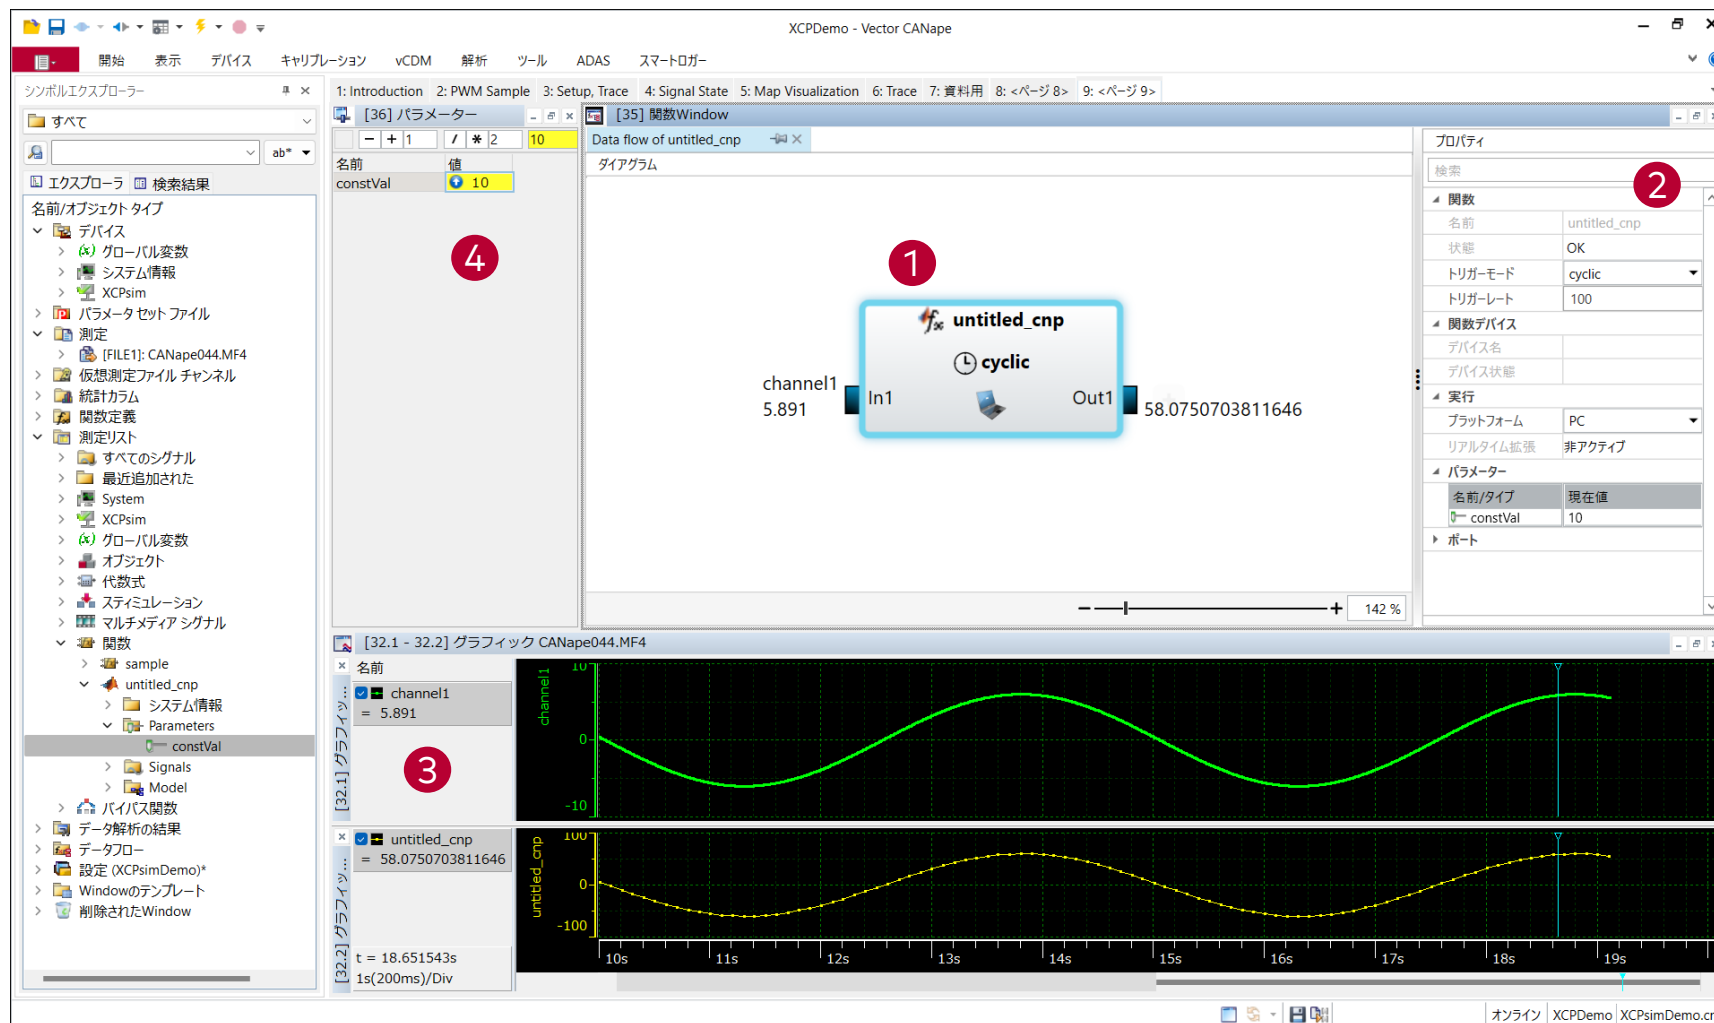 XCPDemo - Vector CANape
開始 表示 デバイス キャリブレーション vCDM 解析 ツール ADAS スマートロガー
シンボルエクスプローラー
すべて
ab*
エクスプローラ 検索結果
名前/オブジェクト タイプ
デバイス
グローバル変数
システム情報
XCPsim
パラメータ セット ファイル
測定
[FILE1]: CANape044.MF4
仮想測定ファイル チャンネル
統計カラム
関数定義
測定リスト
すべてのシグナル
最近追加された
System
XCPsim
グローバル変数
オブジェクト
代数式
スティミュレーション
マルチメディア シグナル
関数
sample
untitled_cnp
システム情報
Parameters
constVal
Signals
Model
バイパス関数
データ解析の結果
データフロー
設定 (XCPsimDemo)*
Windowのテンプレート
削除されたWindow
1: Introduction 2: PWM Sample 3: Setup, Trace 4: Signal State 5: Map Visualization 6: Trace 7: 資料用 8: <ページ 8> 9: <ページ 9>
[36] パラメーター
− + 1 / * 2 10
名前 値
constVal 10
4
[35] 関数Window
Data flow of untitled_cnp
ダイアグラム
1
untitled_cnp
cyclic
channel1
5.891
In1
Out1
58.0750703811646
142 %
プロパティ
検索
2
関数
名前 untitled_cnp
状態 OK
トリガーモード cyclic
トリガーレート 100
関数デバイス
デバイス名
デバイス状態
実行
プラットフォーム PC
リアルタイム拡張 非アクティブ
パラメーター
名前/タイプ 現在値
constVal 10
ポート
[32.1 - 32.2] グラフィック CANape044.MF4
名前
channel1
= 5.891
3
[32.1] グラフィッ...
channel1
10
0
-10
untitled_cnp
= 58.0750703811646
[32.2] グラフィッ...
untitled_cnp
100
0
-100
t = 18.651543s
1s(200ms)/Div
10s 11s 12s 13s 14s 15s 16s 17s 18s 19s
オンライン XCPDemo XCPsimDemo.cn